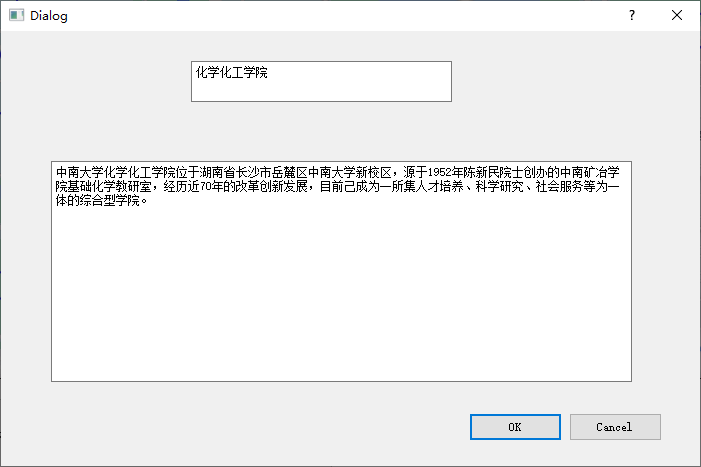 Dialog
?
化学化工学院
中南大学化学化工学院位于湖南省长沙市岳麓区中南大学新校区，源于1952年陈新民院士创办的中南矿冶学
院基础化学教研室，经历近70年的改革创新发展，目前已成为一所集人才培养、科学研究、社会服务等为一
体的综合型学院。
OK
Cancel